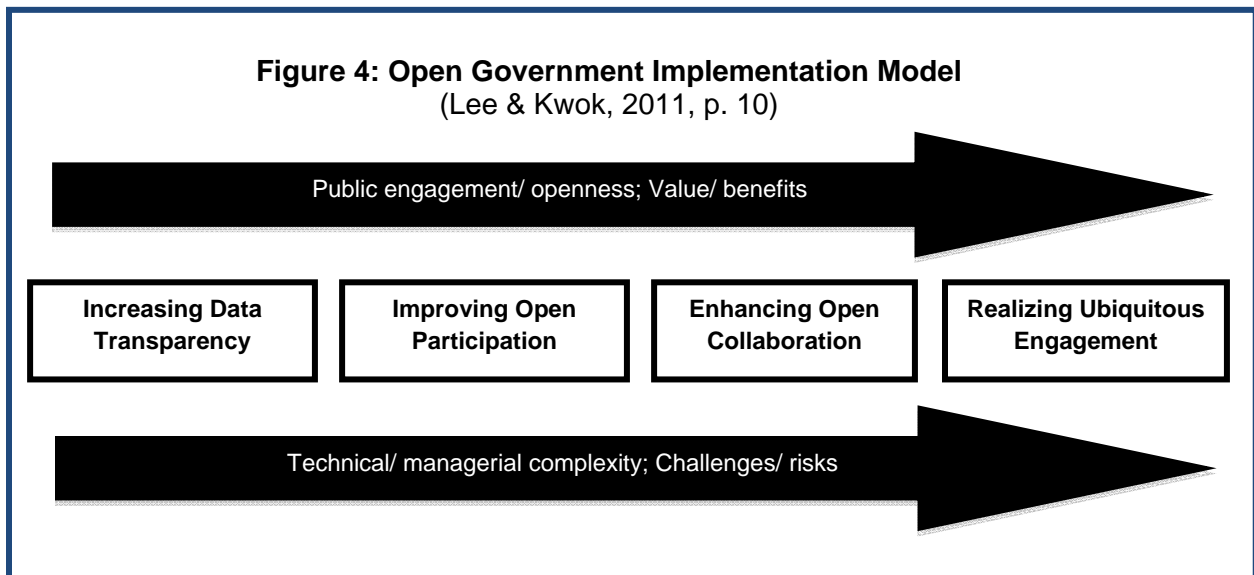 Figure 4: Open Government Implementation Model
(Lee & Kwok, 2011, p. 10)
Public engagement/ openness; Value/ benefits
Increasing Data
Transparency
Improving Open
Participation
Enhancing Open
Collaboration
Realizing Ubiquitous
Engagement
Technical/ managerial complexity; Challenges/ risks